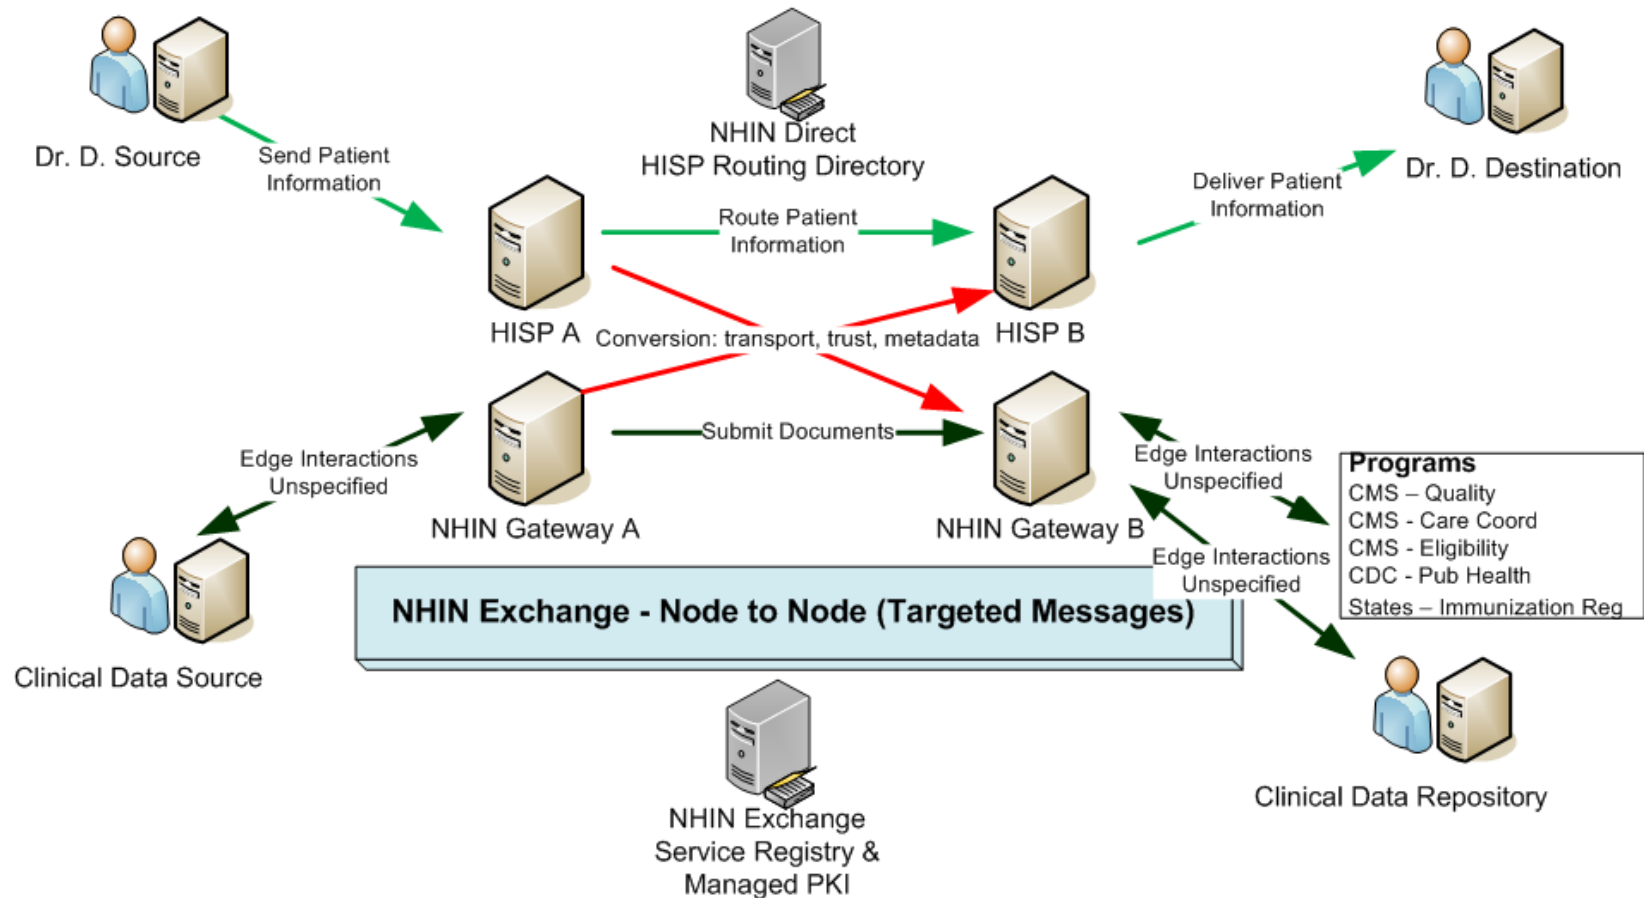 NHIN Direct
HISP Routing Directory
Dr. D. Source
Send Patient
Information
Dr. D. Destination
Deliver Patient
Information
Route Patient
Information
HISP A
Conversion: transport, trust, metadata
HISP B
Submit Documents
Edge Interactions
Unspecified
NHIN Gateway A
NHIN Gateway B
Edge Interactions
Unspecified
Programs
CMS – Quality
CMS - Care Coord
CMS - Eligibility
CDC - Pub Health
States – Immunization Reg
Edge Interactions
Unspecified
NHIN Exchange - Node to Node (Targeted Messages)
Clinical Data Source
Clinical Data Repository
NHIN Exchange
Service Registry &
Managed PKI